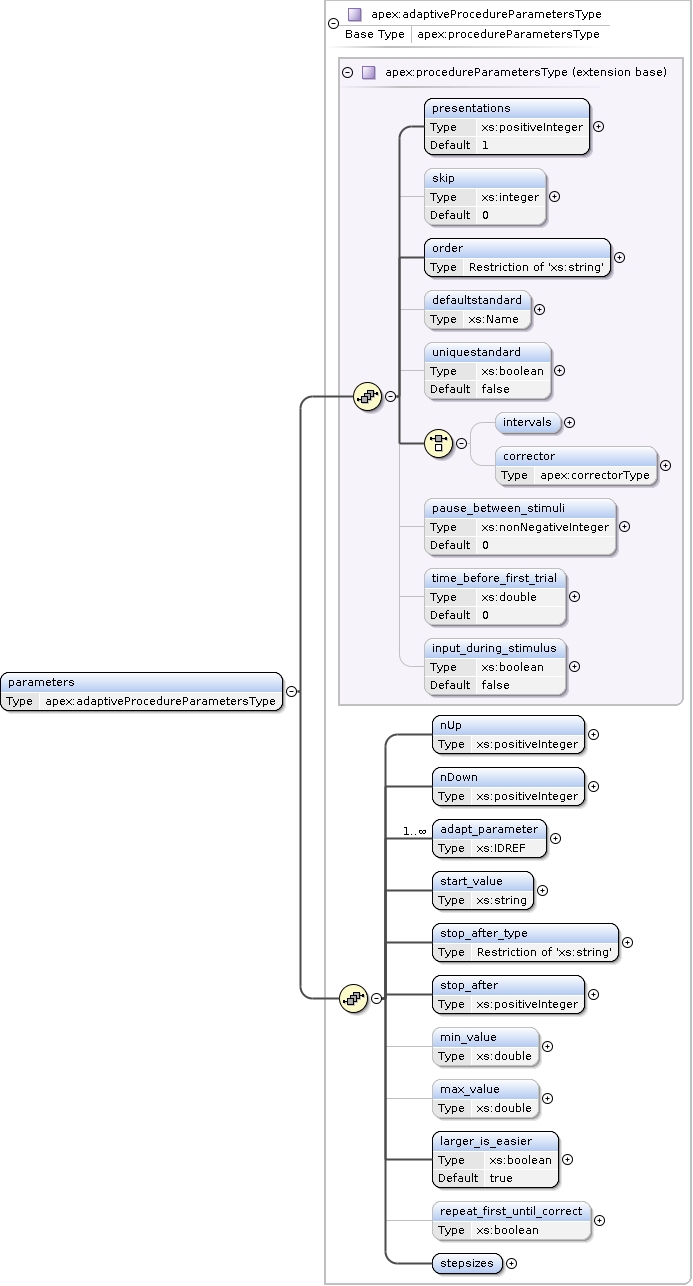 apex:adaptiveProcedureParametersType
Base Type apex:procedureParametersType
apex:procedureParametersType (extension base)
presentations
Type xs:positiveInteger
Default 1
skip
Type xs:integer
Default 0
order
Type Restriction of 'xs:string'
defaultstandard
Type xs:Name
uniquestandard
Type xs:boolean
Default false
intervals
corrector
Type apex:correctorType
pause_between_stimuli
Type xs:nonNegativeInteger
Default 0
time_before_first_trial
Type xs:double
Default 0
input_during_stimulus
Type xs:boolean
Default false
parameters
Type apex:adaptiveProcedureParametersType
nUp
Type xs:positiveInteger
nDown
Type xs:positiveInteger
1..∞
adapt_parameter
Type xs:IDREF
start_value
Type xs:string
stop_after_type
Type Restriction of 'xs:string'
stop_after
Type xs:positiveInteger
min_value
Type xs:double
max_value
Type xs:double
larger_is_easier
Type xs:boolean
Default true
repeat_first_until_correct
Type xs:boolean
stepsizes